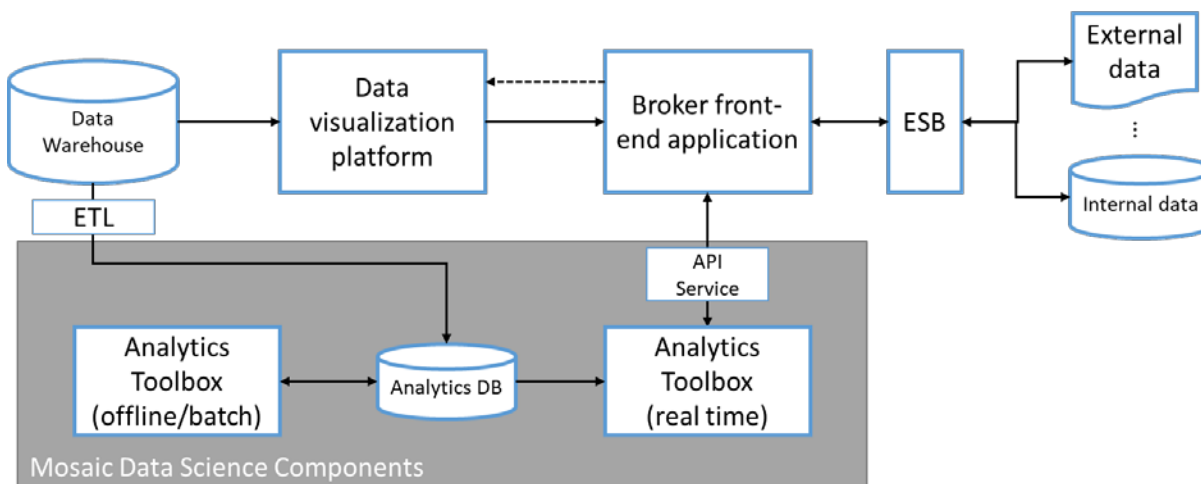 Data
Warehouse
Data
visualization
platform
Broker front-
end application
ESB
External
data
...
Internal data
ETL
API
Service
Analytics
Toolbox
(offline/batch)
Analytics DB
Analytics
Toolbox
(real time)
Mosaic Data Science Components